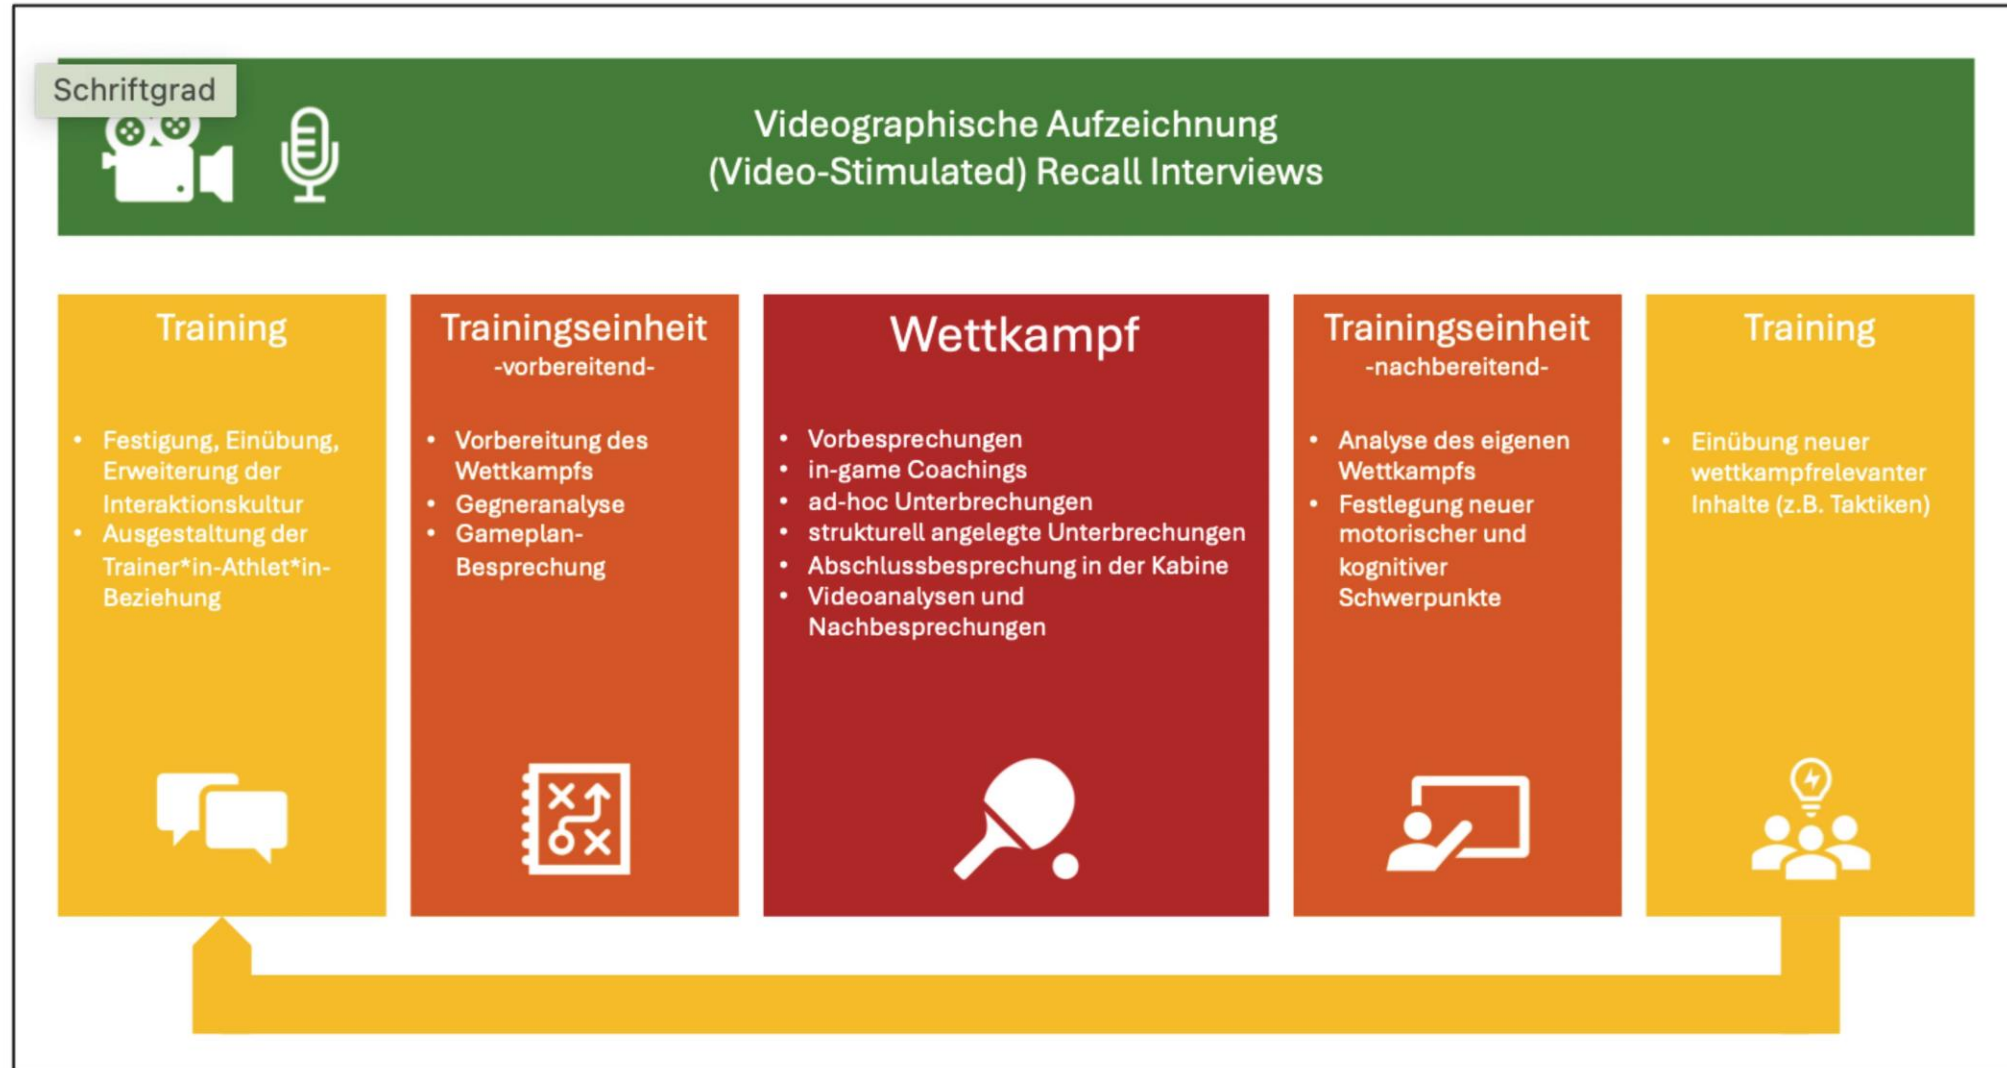 Schriftgrad
Videographische Aufzeichnung
(Video-Stimulated) Recall Interviews
Training
• Festigung, Einübung,
Erweiterung der
Interaktionskultur
• Ausgestaltung der
Trainer*in-Athlet*in-
Beziehung
Trainingseinheit
-vorbereitend-
• Vorbereitung des
Wettkampfs
• Gegneranalyse
• Gameplan-
Besprechung
Wettkampf
• Vorbesprechungen
• in-game Coachings
• ad-hoc Unterbrechungen
• strukturell angelegte Unterbrechungen
• Abschlussbesprechung in der Kabine
• Videoanalysen und
Nachbesprechungen
Trainingseinheit
-nachbereitend-
• Analyse des eigenen
Wettkampfs
• Festlegung neuer
motorischer und
kognitiver
Schwerpunkte
Training
• Einübung neuer
wettkampfrelevanter
Inhalte (z.B. Taktiken)